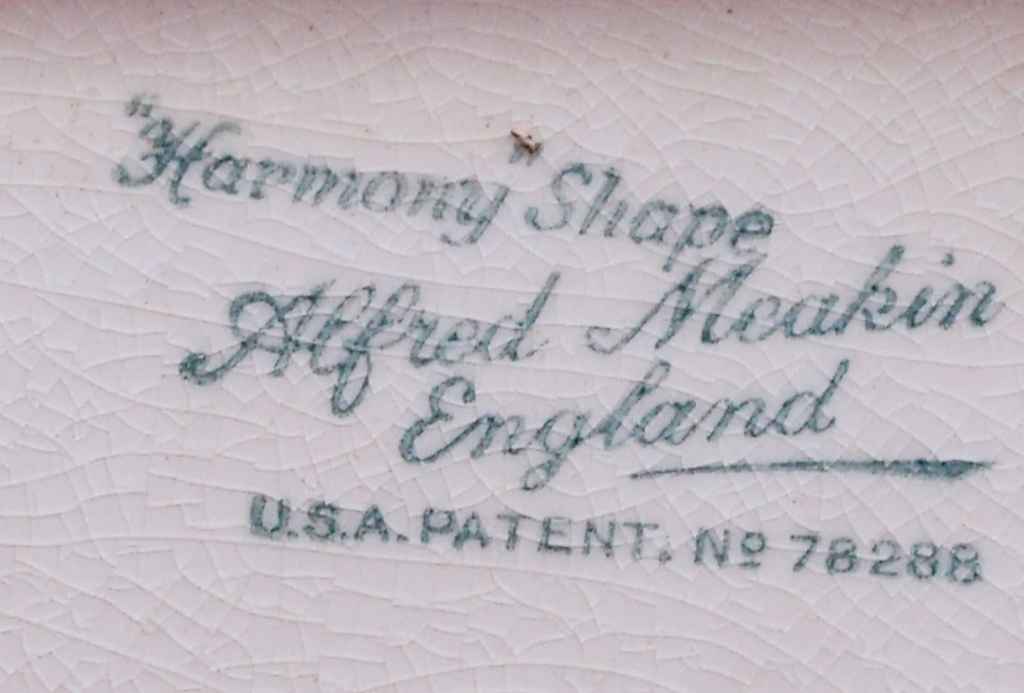 "Harmony" Shape
Alfred Meakin
England
U.S.A. PATENT. Nº 78288